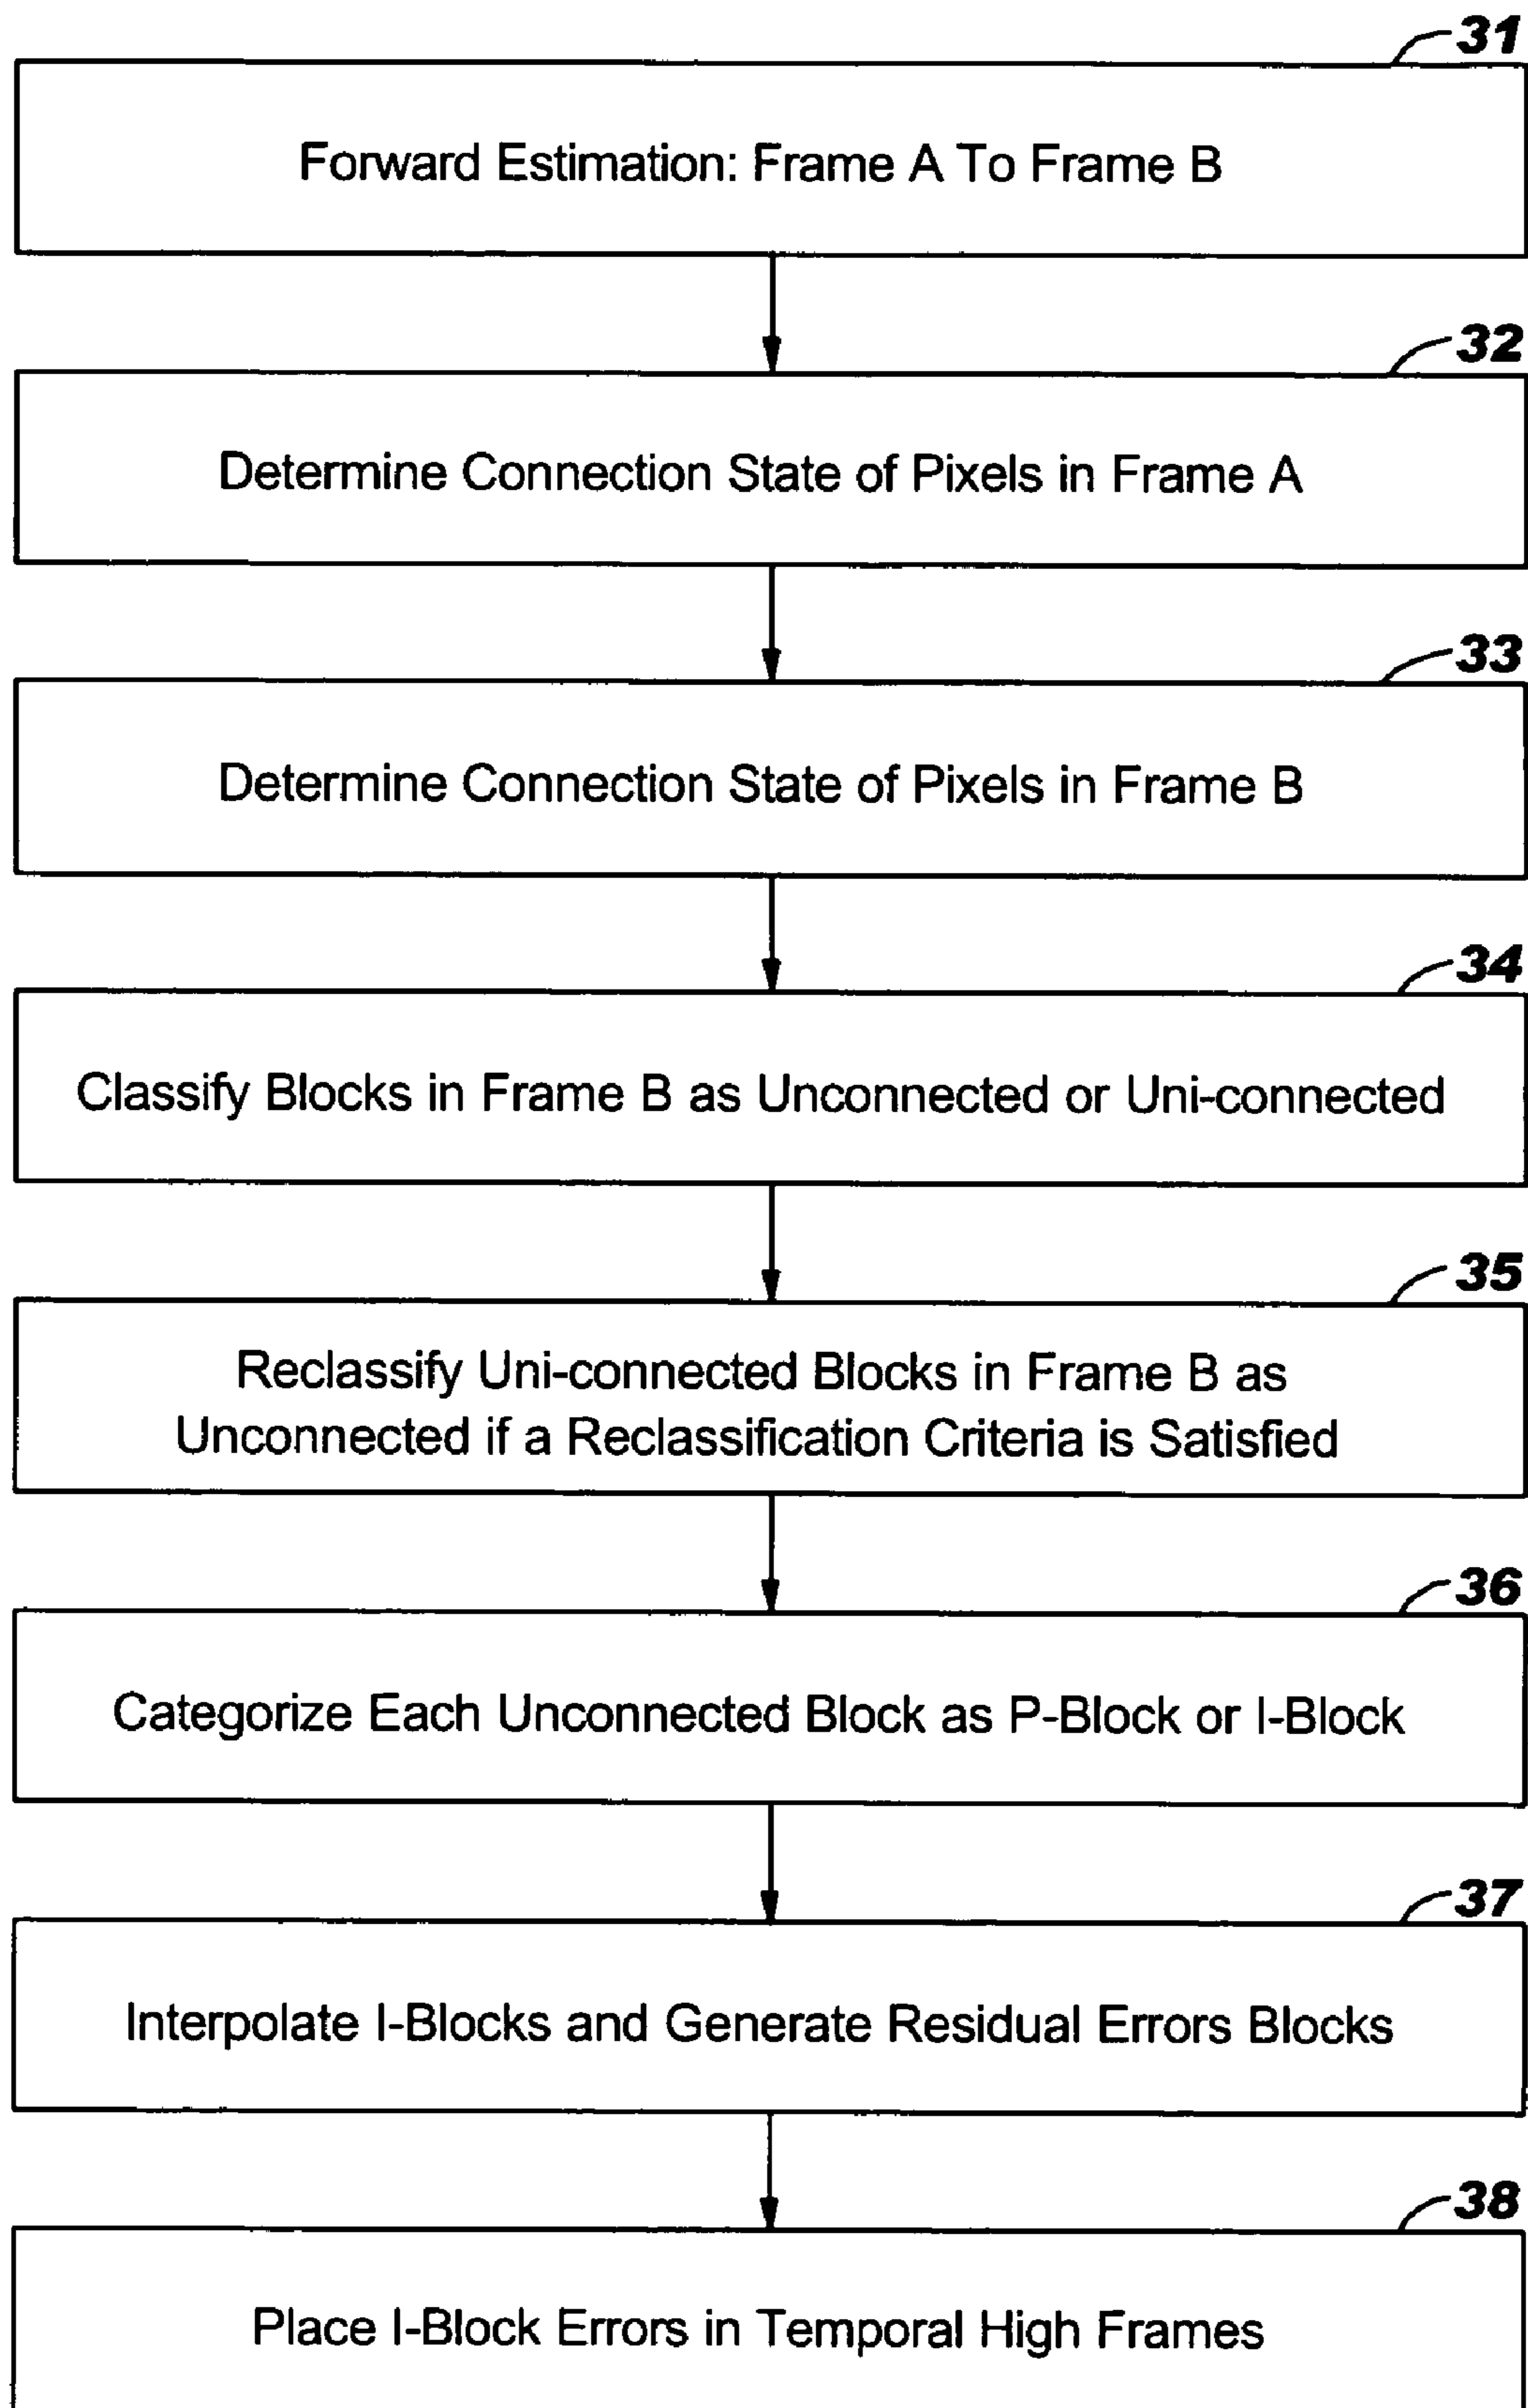 31
Forward Estimation: Frame A To Frame B
32
Determine Connection State of Pixels in Frame A
33
Determine Connection State of Pixels in Frame B
34
Classify Blocks in Frame B as Unconnected or Uni-connected
35
Reclassify Uni-connected Blocks in Frame B as
Unconnected if a Reclassification Criteria is Satisfied
36
Categorize Each Unconnected Block as P-Block or I-Block
37
Interpolate I-Blocks and Generate Residual Errors Blocks
38
Place I-Block Errors in Temporal High Frames